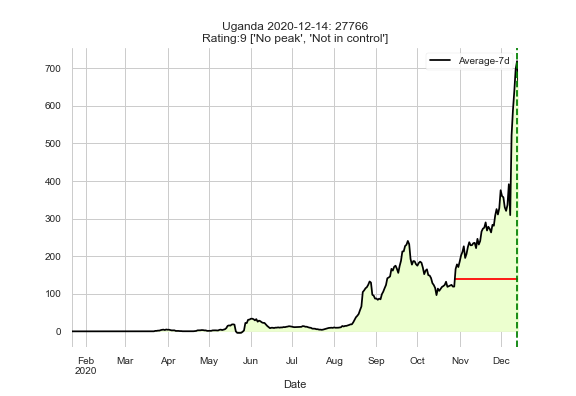 Uganda 2020-12-14: 27766
Rating:9 ['No peak', 'Not in control']
Average-7d
700
600
500
400
300
200
100
0
Feb Mar Apr May Jun Jul Aug Sep Oct Nov Dec
2020
Date